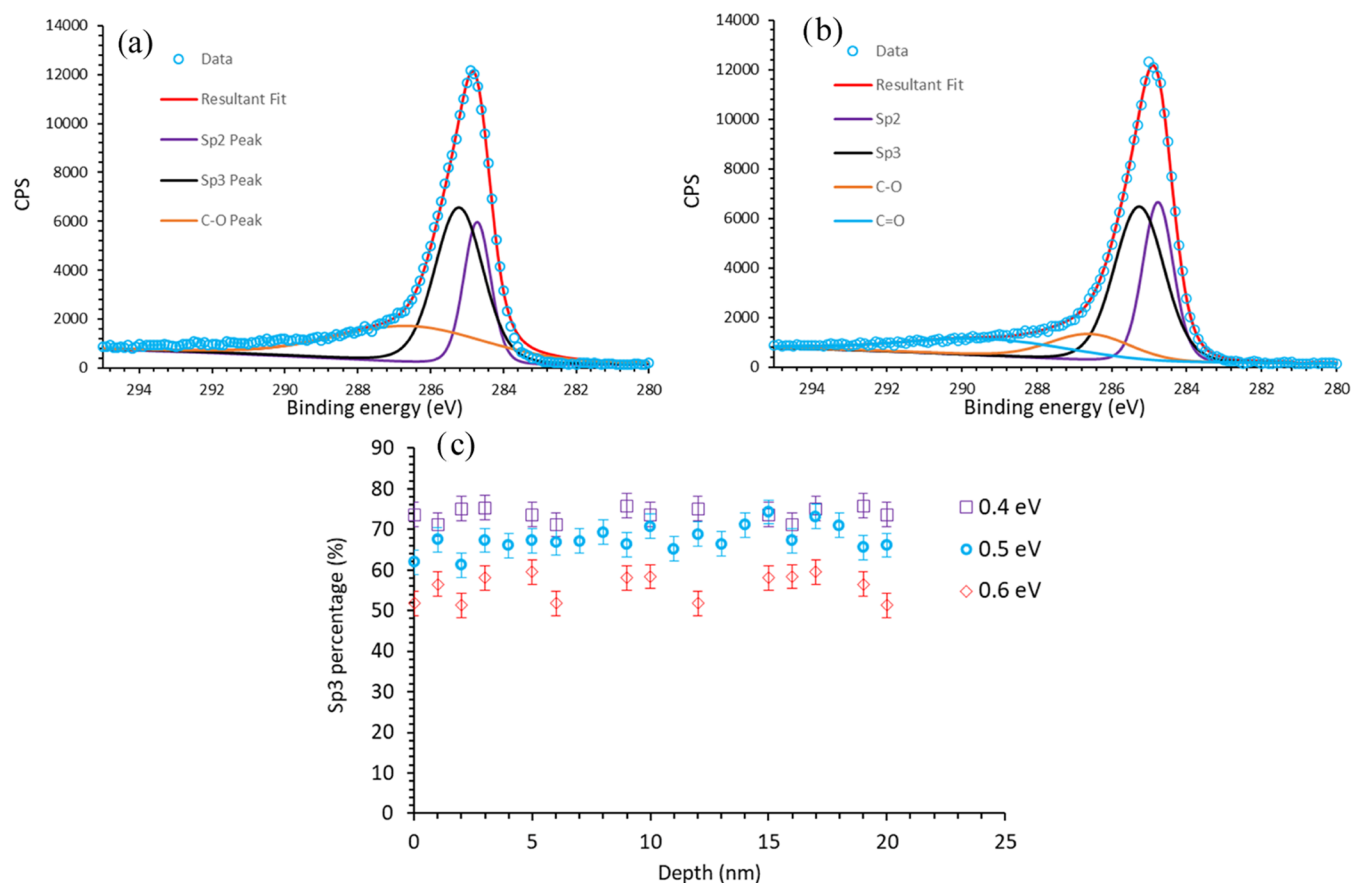 (a)
14000
12000
10000
8000
6000
4000
2000
0
CPS
Data
Resultant Fit
Sp2 Peak
Sp3 Peak
C-O Peak
294 292 290 288 286 284 282 280
Binding energy (eV)
(b)
14000
12000
10000
8000
6000
4000
2000
0
CPS
Data
Resultant Fit
Sp2
Sp3
C-O
C=O
294 292 290 288 286 284 282 280
Binding energy (eV)
(c)
90
80
70
60
50
40
30
20
10
0
Sp3 percentage (%)
0.4 eV
0.5 eV
0.6 eV
0 5 10 15 20 25
Depth (nm)